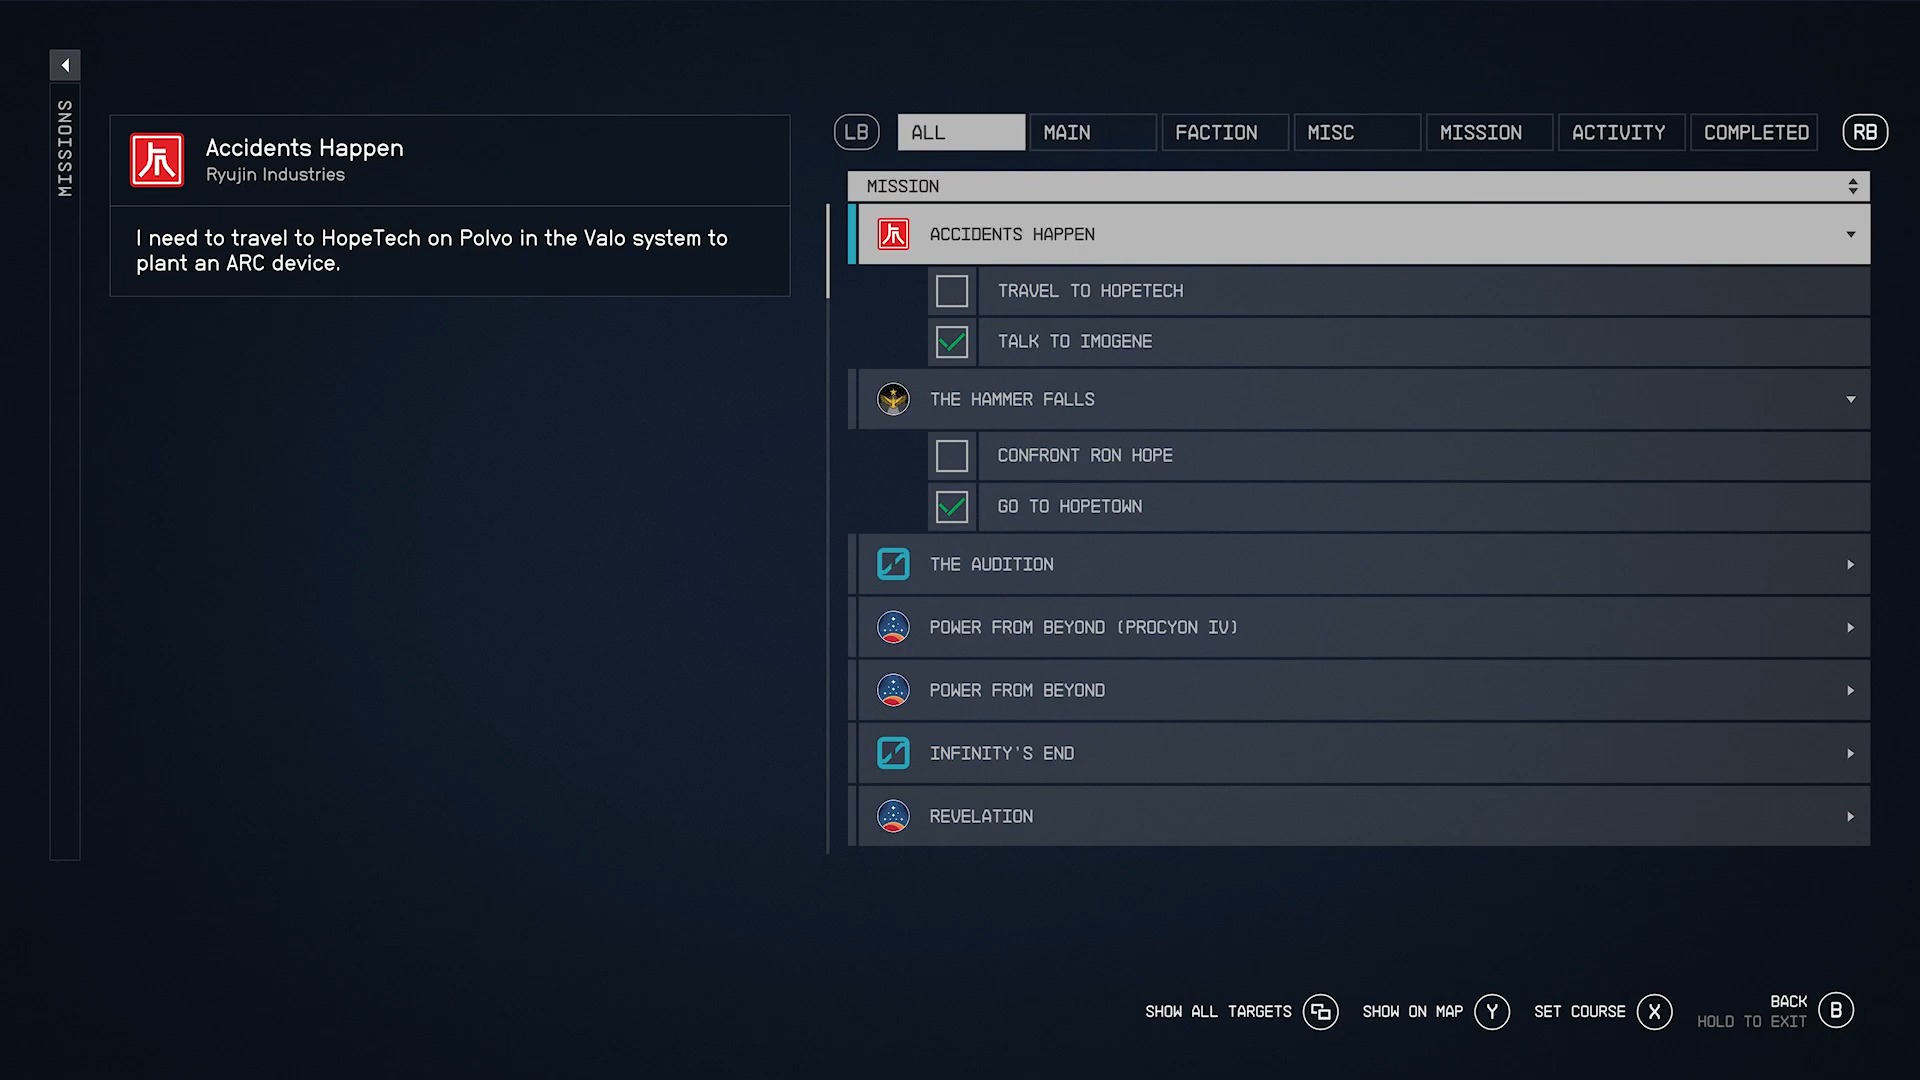 MISSIONS
Accidents Happen
Ryujin Industries
I need to travel to HopeTech on Polvo in the Valo system to
plant an ARC device.
LB ALL MAIN FACTION MISC MISSION ACTIVITY COMPLETED RB
MISSION
ACCIDENTS HAPPEN
TRAVEL TO HOPETECH
TALK TO IMOGENE
THE HAMMER FALLS
CONFRONT RON HOPE
GO TO HOPETOWN
THE AUDITION
POWER FROM BEYOND (PROCYON IV)
POWER FROM BEYOND
INFINITY'S END
REVELATION
SHOW ALL TARGETS SHOW ON MAP Y SET COURSE X BACK B
HOLD TO EXIT